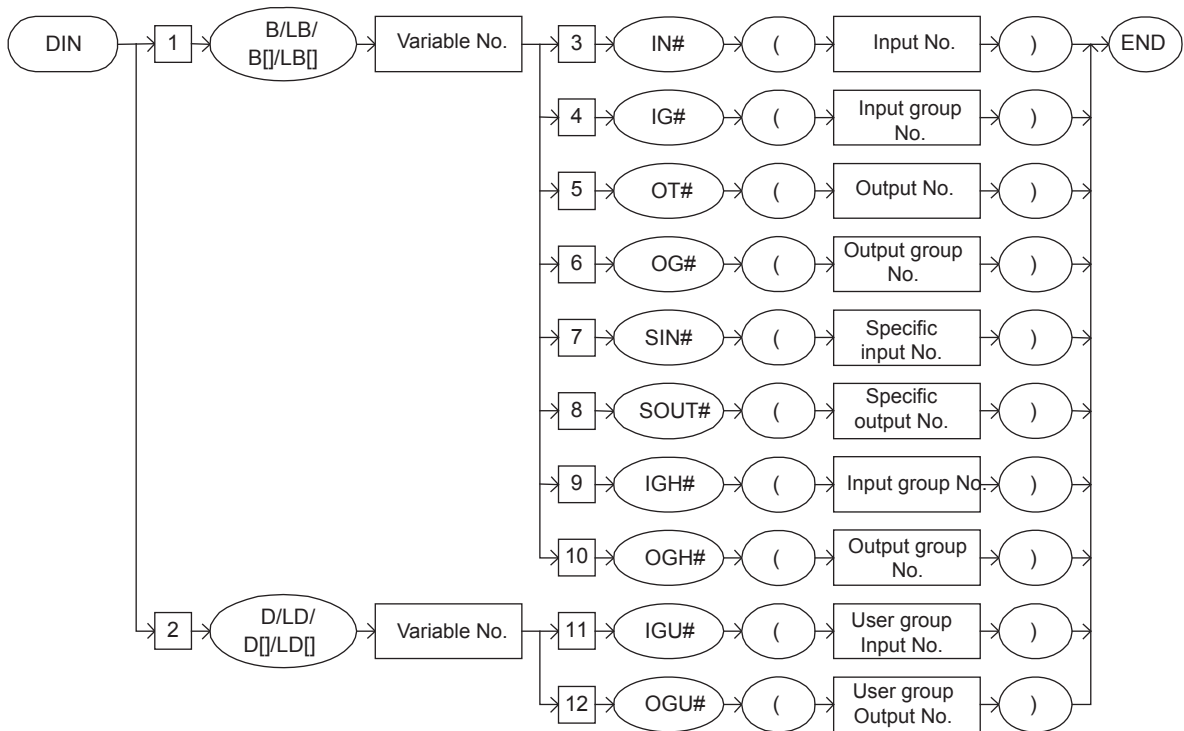 DIN
1
B/LB/
B[]/LB[]
Variable No.
3
IN#
(
Input No.
)
END
4
IG#
(
Input group
No.
)
5
OT#
(
Output No.
)
6
OG#
(
Output group
No.
)
7
SIN#
(
Specific
input No.
)
8
SOUT#
(
Specific
output No.
)
9
IGH#
(
Input group No.
)
10
OGH#
(
Output group
No.
)
2
D/LD/
D[]/LD[]
Variable No.
11
IGU#
(
User group
Input No.
)
12
OGU#
(
User group
Output No.
)